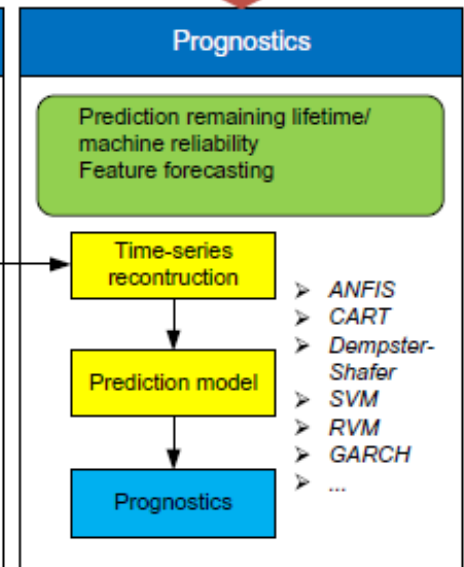 Prognostics
Prediction remaining lifetime/
machine reliability
Feature forecasting
Time-series
recontruction
Prediction model
Prognostics
ANFIS
CART
Dempster-
Shafer
SVM
RVM
GARCH
...